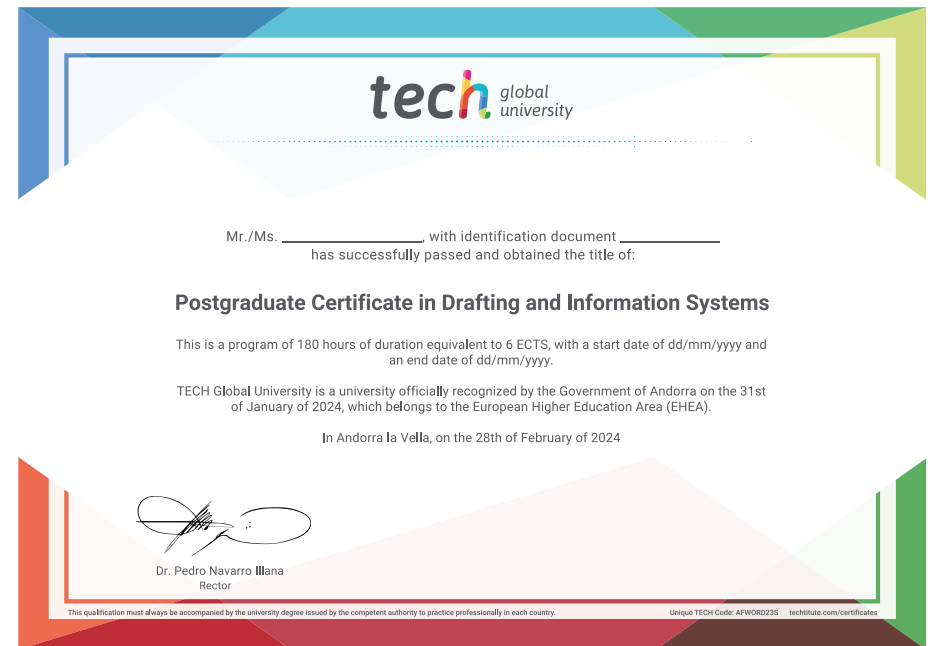 tech global university
Mr./Ms. ____________________, with identification document ______________
has successfully passed and obtained the title of:
Postgraduate Certificate in Drafting and Information Systems
This is a program of 180 hours of duration equivalent to 6 ECTS, with a start date of dd/mm/yyyy and
an end date of dd/mm/yyyy.
TECH Global University is a university officially recognized by the Government of Andorra on the 31st
of January of 2024, which belongs to the European Higher Education Area (EHEA).
In Andorra la Vella, on the 28th of February of 2024
Dr. Pedro Navarro Illana
Rector
This qualification must always be accompanied by the university degree issued by the competent authority to practice professionally in each country.
Unique TECH Code: AFWORD23S techtitute.com/certificates